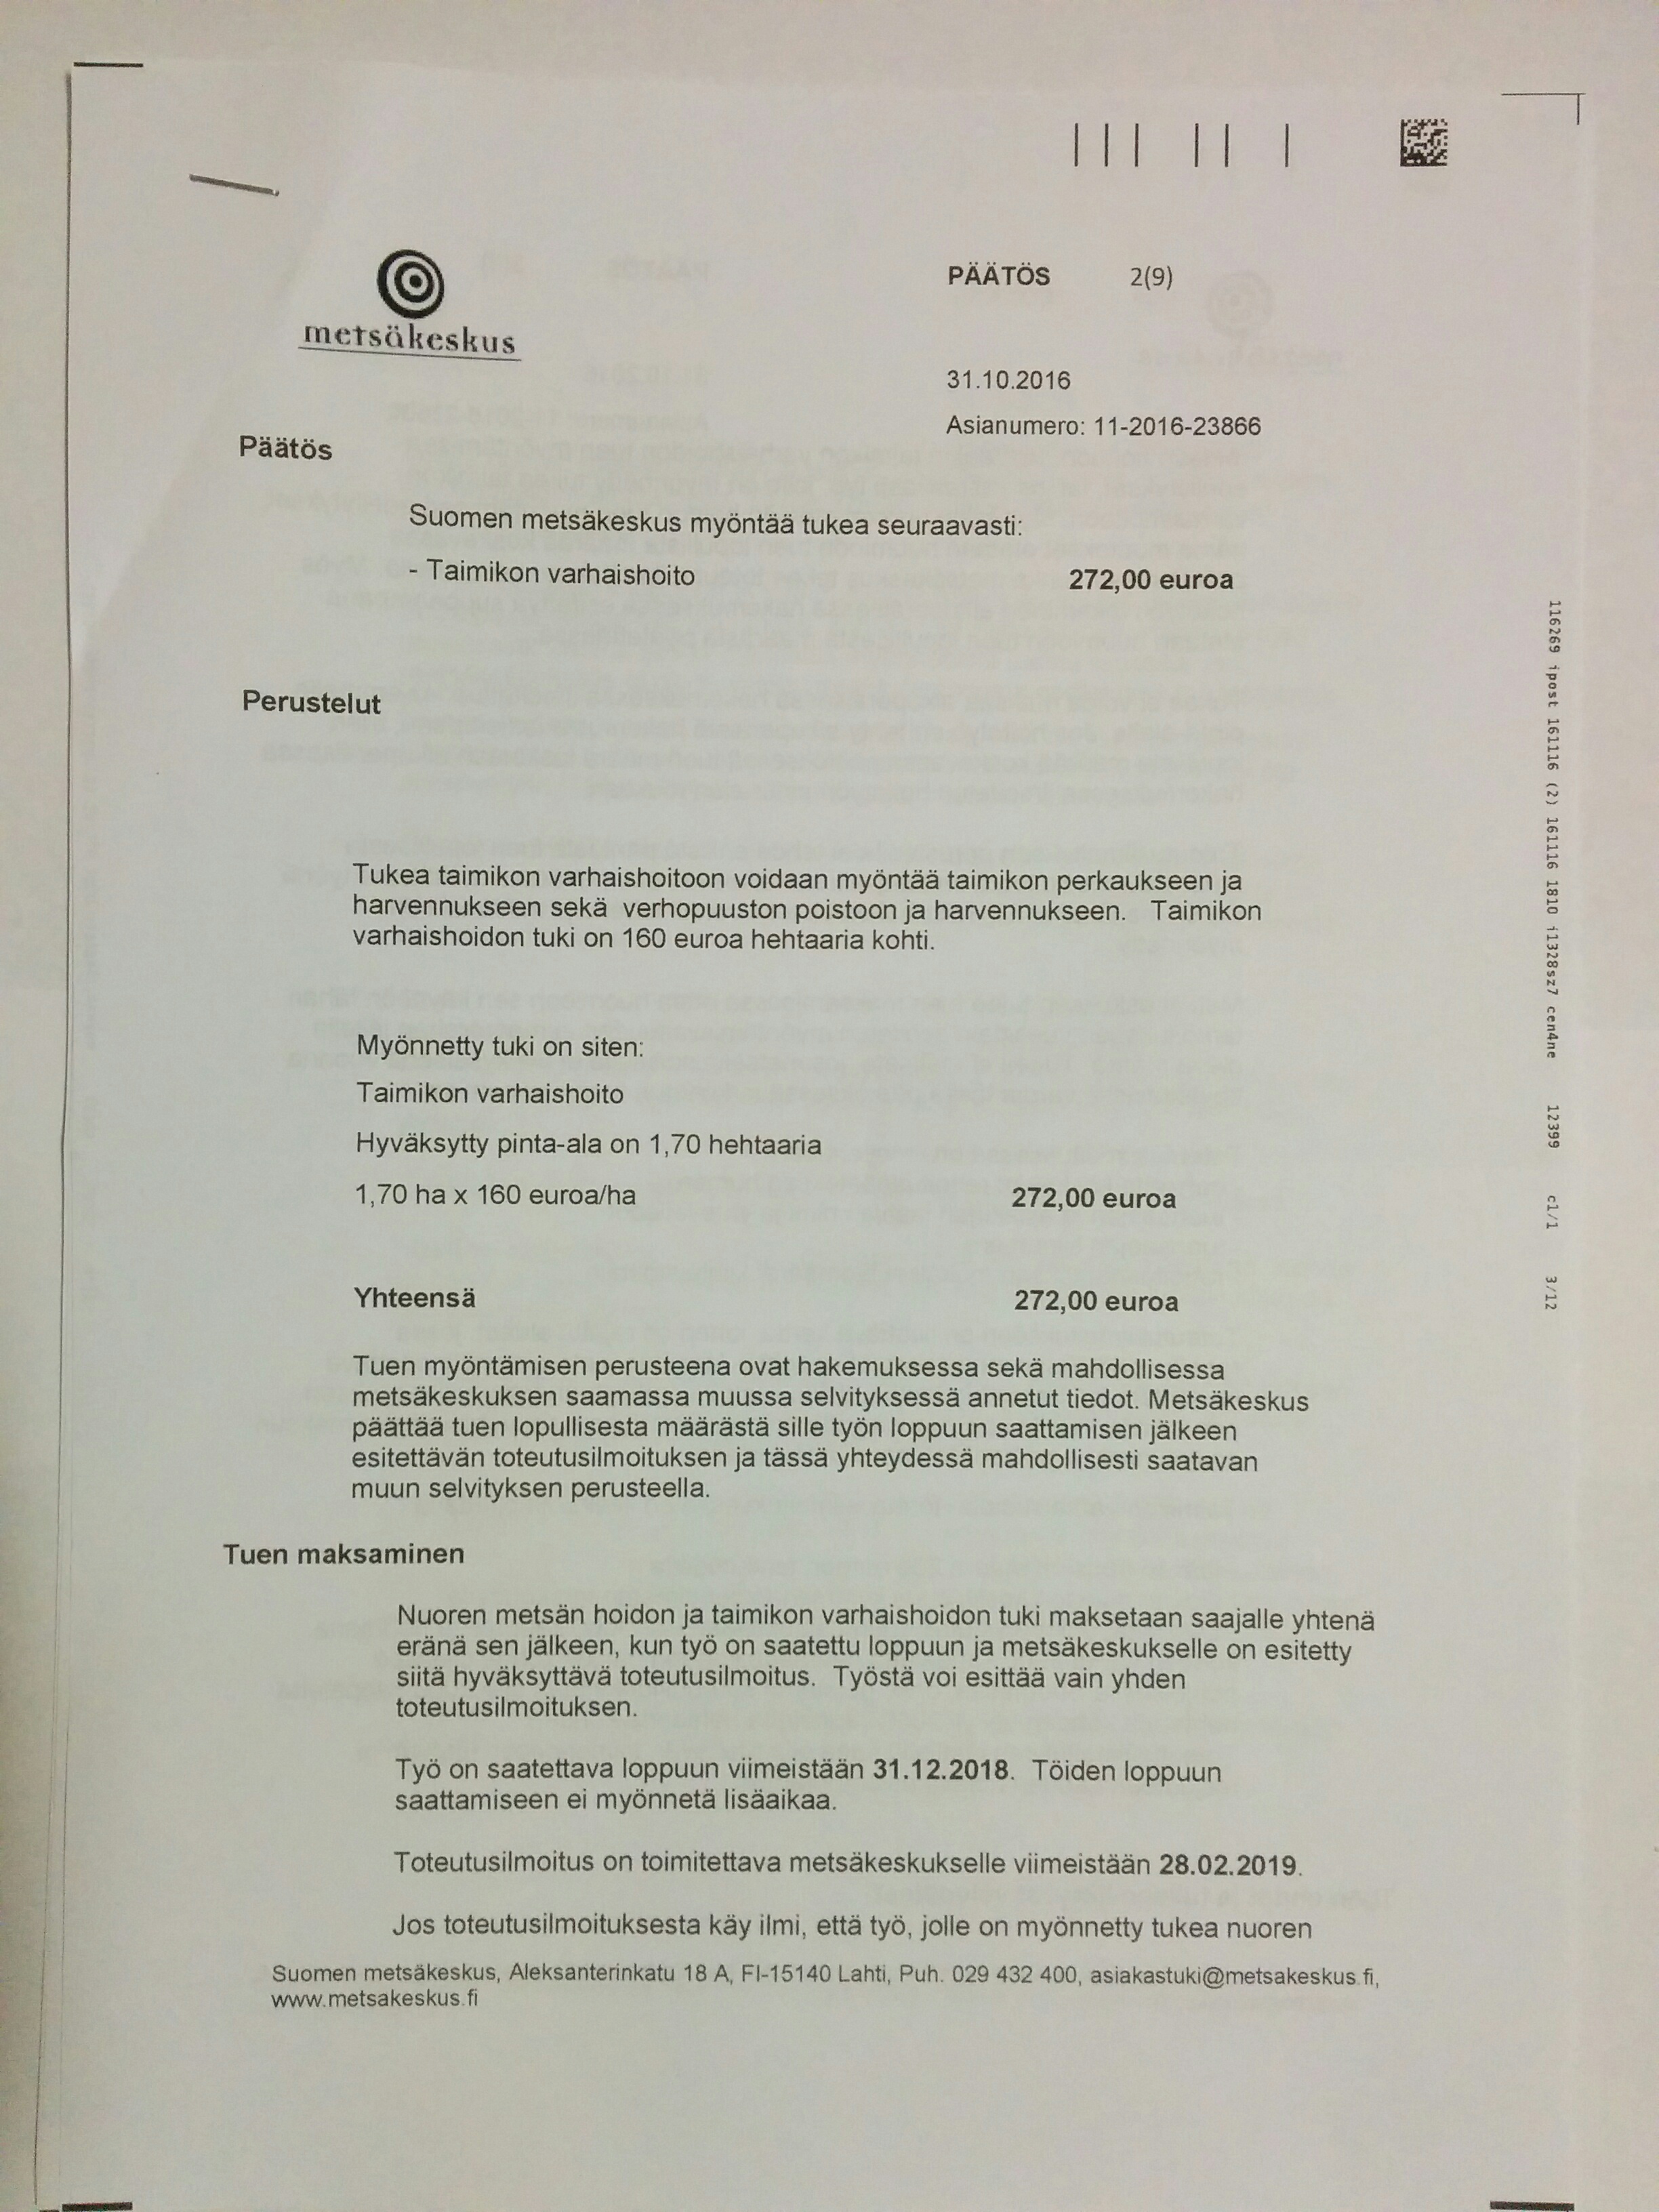 metsäkeskus
PÄÄTÖS 2(9)
31.10.2016
Asianumero: 11-2016-23866
Päätös
Suomen metsäkeskus myöntää tukea seuraavasti:
- Taimikon varhaishoito 272,00 euroa
Perustelut
Tukea taimikon varhaishoitoon voidaan myöntää taimikon perkaukseen ja
harvennukseen sekä verhopuuston poistoon ja harvennukseen. Taimikon
varhaishoidon tuki on 160 euroa hehtaaria kohti.
Myönnetty tuki on siten:
Taimikon varhaishoito
Hyväksytty pinta-ala on 1,70 hehtaaria
1,70 ha x 160 euroa/ha 272,00 euroa
Yhteensä 272,00 euroa
Tuen myöntämisen perusteena ovat hakemuksessa sekä mahdollisessa
metsäkeskuksen saamassa muussa selvityksessä annetut tiedot. Metsäkeskus
päättää tuen lopullisesta määrästä sille työn loppuun saattamisen jälkeen
esitettävän toteutusilmoituksen ja tässä yhteydessä mahdollisesti saatavan
muun selvityksen perusteella.
Tuen maksaminen
Nuoren metsän hoidon ja taimikon varhaishoidon tuki maksetaan saajalle yhtenä
eränä sen jälkeen, kun työ on saatettu loppuun ja metsäkeskukselle on esitetty
siitä hyväksyttävä toteutusilmoitus. Työstä voi esittää vain yhden
toteutusilmoituksen.
Työ on saatettava loppuun viimeistään 31.12.2018. Töiden loppuun
saattamiseen ei myönnetä lisäaikaa.
Toteutusilmoitus on toimitettava metsäkeskukselle viimeistään 28.02.2019.
Jos toteutusilmoituksesta käy ilmi, että työ, jolle on myönnetty tukea nuoren
Suomen metsäkeskus, Aleksanterinkatu 18 A, FI-15140 Lahti, Puh. 029 432 400, asiakastuki@metsakeskus.fi,
www.metsakeskus.fi
116269 ipost 161116 (2) 161116 1810 i1328sz7 cen4ne 12399 c1/1 3/12